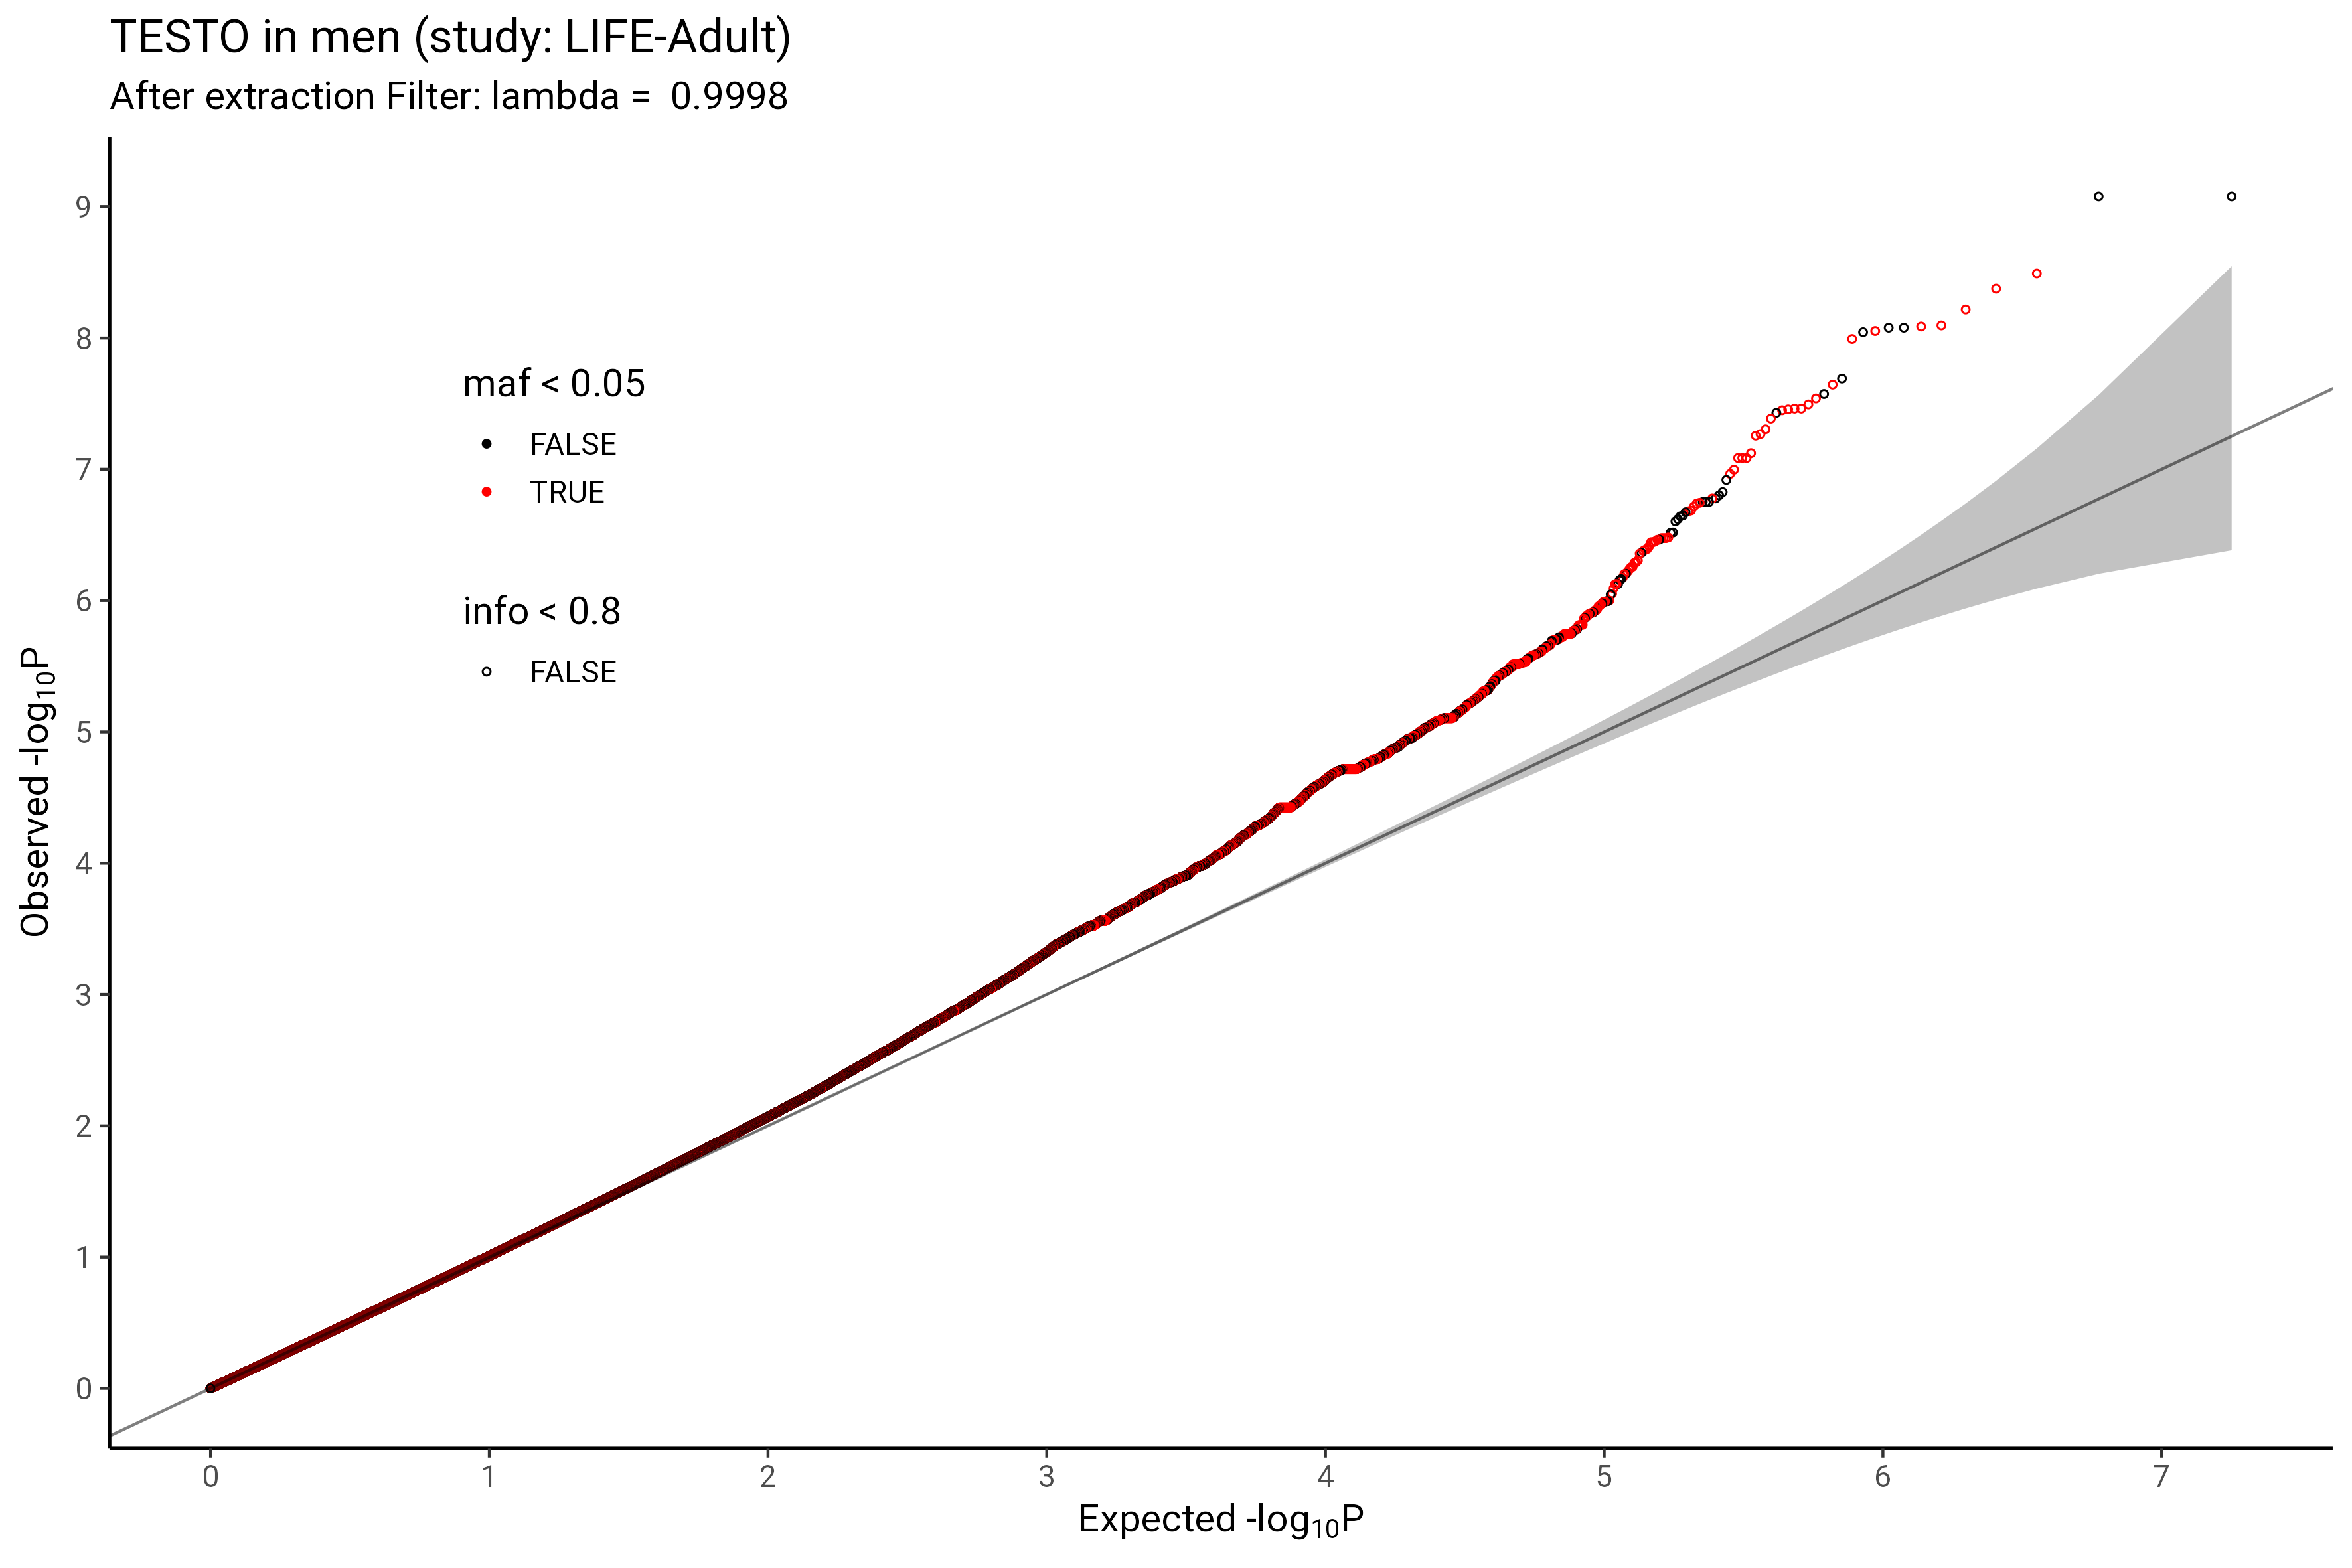 TESTO in men (study: LIFE-Adult)
After extraction Filter: lambda =  0.9998
Observed -log10P
9
8
7
6
5
4
3
2
1
0
maf < 0.05
FALSE
TRUE
info < 0.8
FALSE
0 1 2 3 4 5 6 7
Expected -log10P